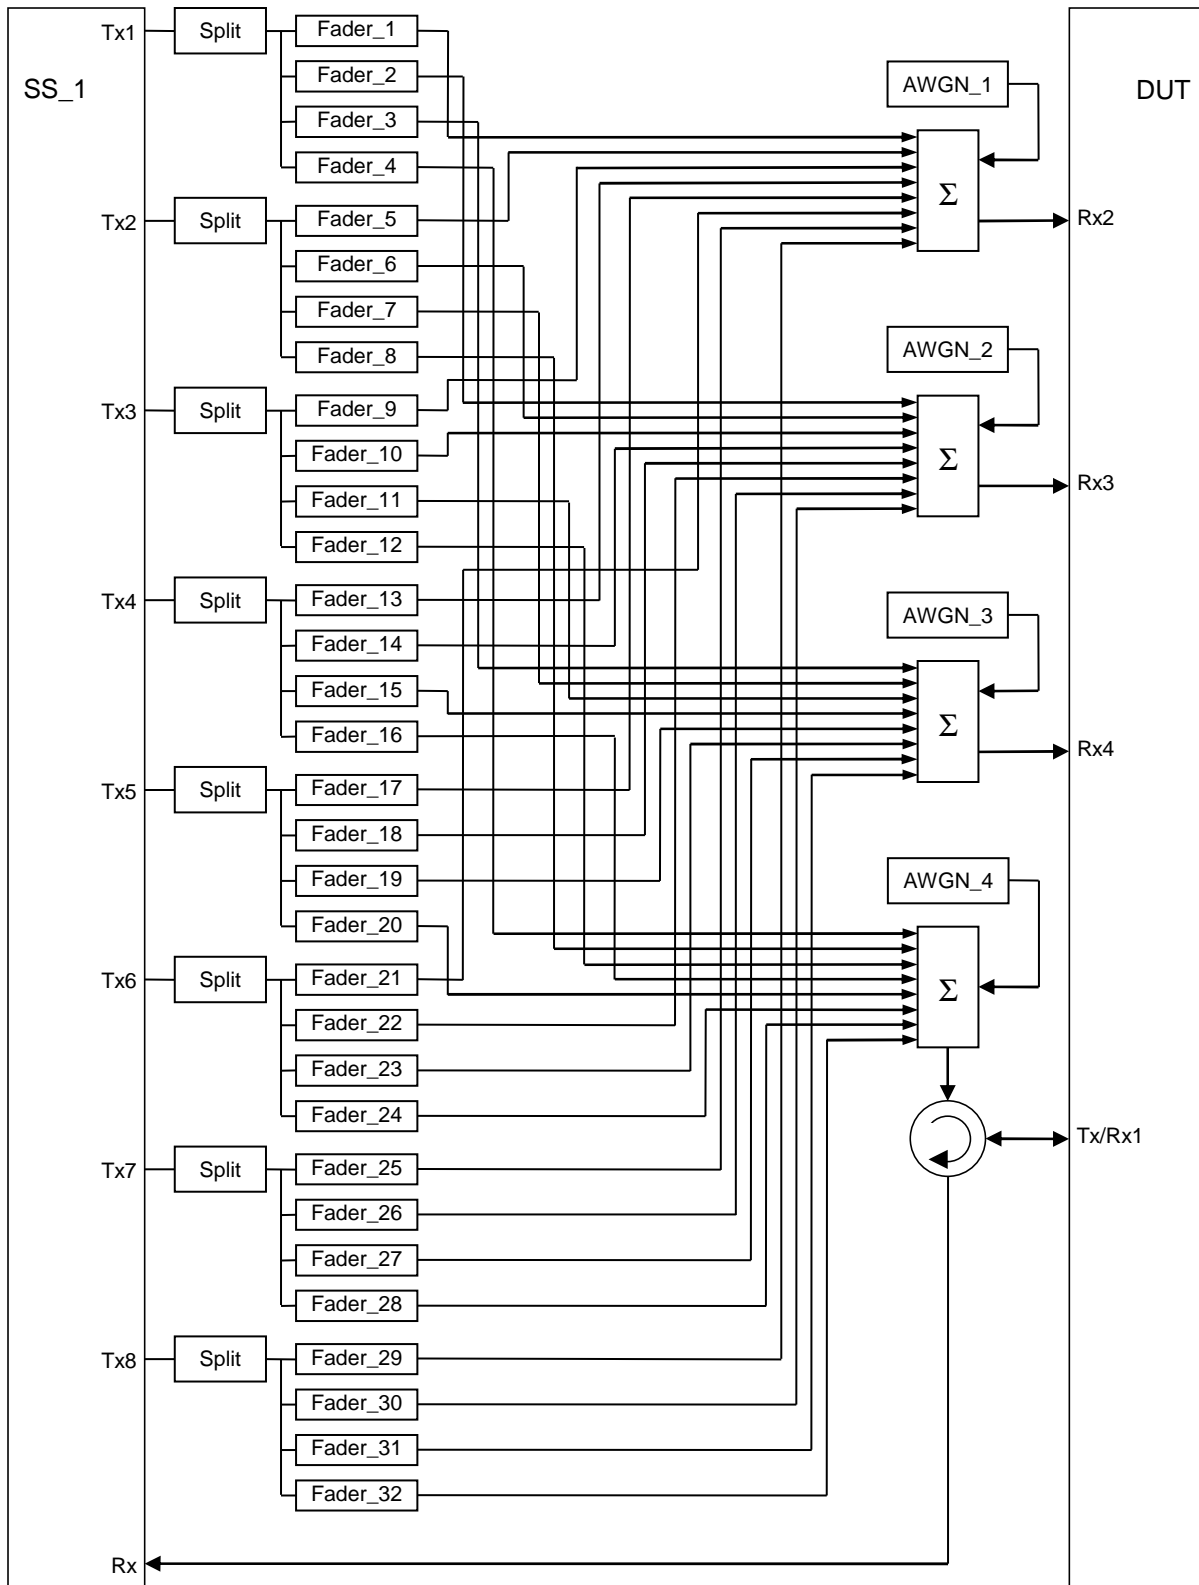 SS_1
DUT
Tx1
Split
Fader_1
Fader_2
Fader_3
Fader_4
Tx2
Split
Fader_5
Fader_6
Fader_7
Fader_8
Tx3
Split
Fader_9
Fader_10
Fader_11
Fader_12
Tx4
Split
Fader_13
Fader_14
Fader_15
Fader_16
Tx5
Split
Fader_17
Fader_18
Fader_19
Fader_20
Tx6
Split
Fader_21
Fader_22
Fader_23
Fader_24
Tx7
Split
Fader_25
Fader_26
Fader_27
Fader_28
Tx8
Split
Fader_29
Fader_30
Fader_31
Fader_32
Rx
AWGN_1
Σ
Rx2
AWGN_2
Σ
Rx3
AWGN_3
Σ
Rx4
AWGN_4
Σ
Tx/Rx1